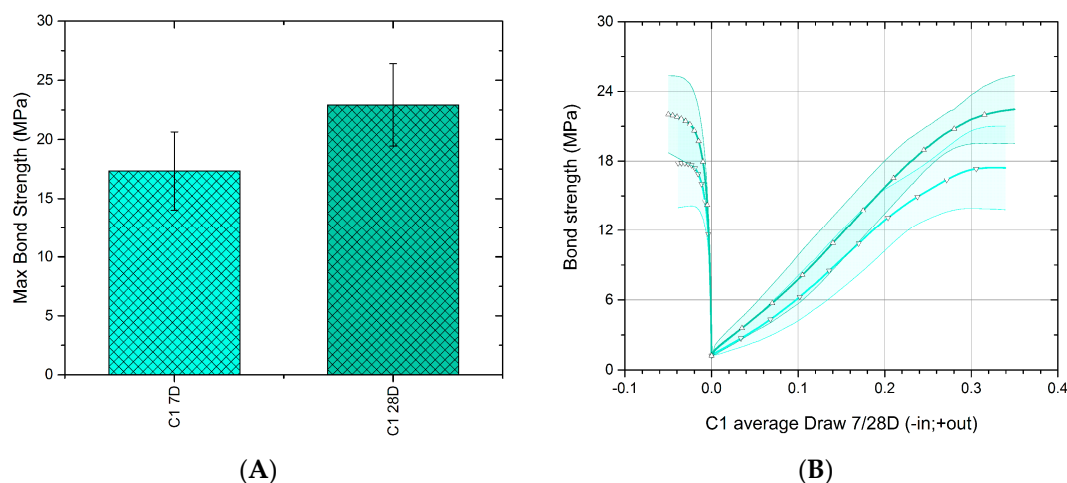 30
25
20
15
10
5
0
Max Bond Strength (MPa)
C1 7D
C1 28D
(A)
30
24
18
12
6
0
Bond strength (MPa)
-0.1 0.0 0.1 0.2 0.3 0.4
C1 average Draw 7/28D (-in;+out)
(B)